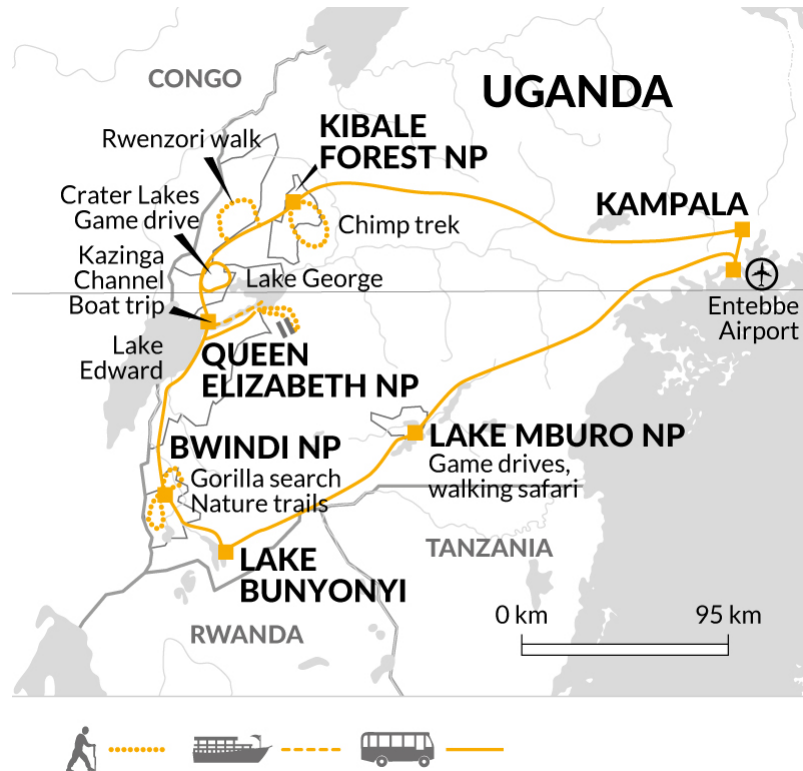 CONGO
UGANDA
Rwenzori walk
KIBALE
FOREST NP
Crater Lakes
Game drive
Chimp trek
KAMPALA
Kazinga
Channel
Boat trip
Lake George
Entebbe
Airport
Lake
Edward
QUEEN
ELIZABETH NP
BWINDI NP
Gorilla search
Nature trails
LAKE MBURO NP
Game drives,
walking safari
TANZANIA
LAKE
BUNYONYI
RWANDA
0 km
95 km